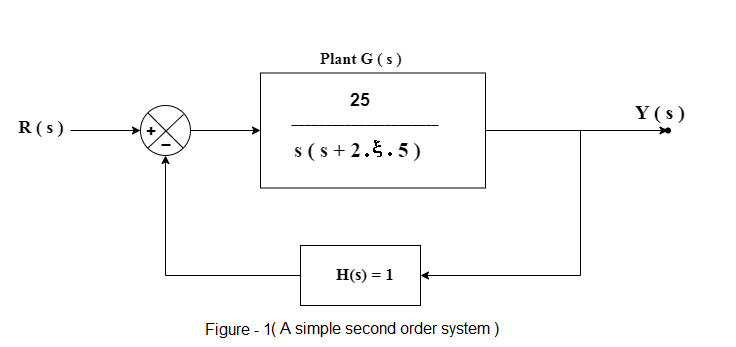 Plant G ( s )
25
s ( s + 2 . ξ . 5 )
R ( s )
+
−
Y ( s )
H(s) = 1
Figure - 1( A simple second order system )